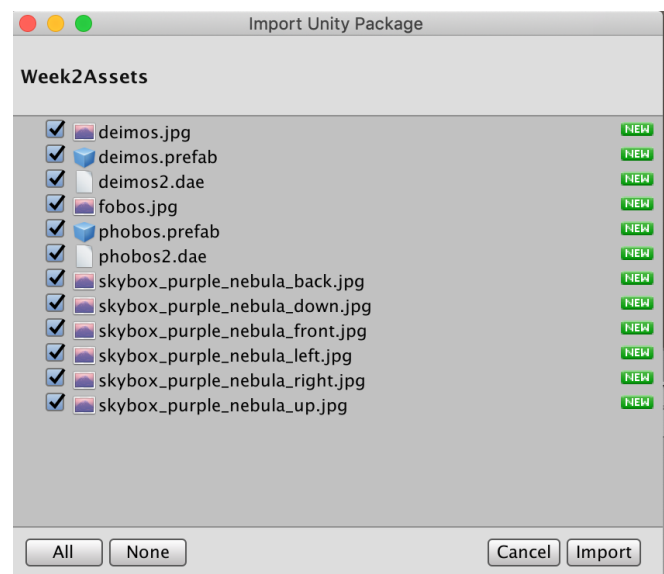 Import Unity Package
Week2Assets
deimos.jpg NEW
deimos.prefab NEW
deimos2.dae NEW
fobos.jpg NEW
phobos.prefab NEW
phobos2.dae NEW
skybox_purple_nebula_back.jpg NEW
skybox_purple_nebula_down.jpg NEW
skybox_purple_nebula_front.jpg NEW
skybox_purple_nebula_left.jpg NEW
skybox_purple_nebula_right.jpg NEW
skybox_purple_nebula_up.jpg NEW
All None Cancel Import